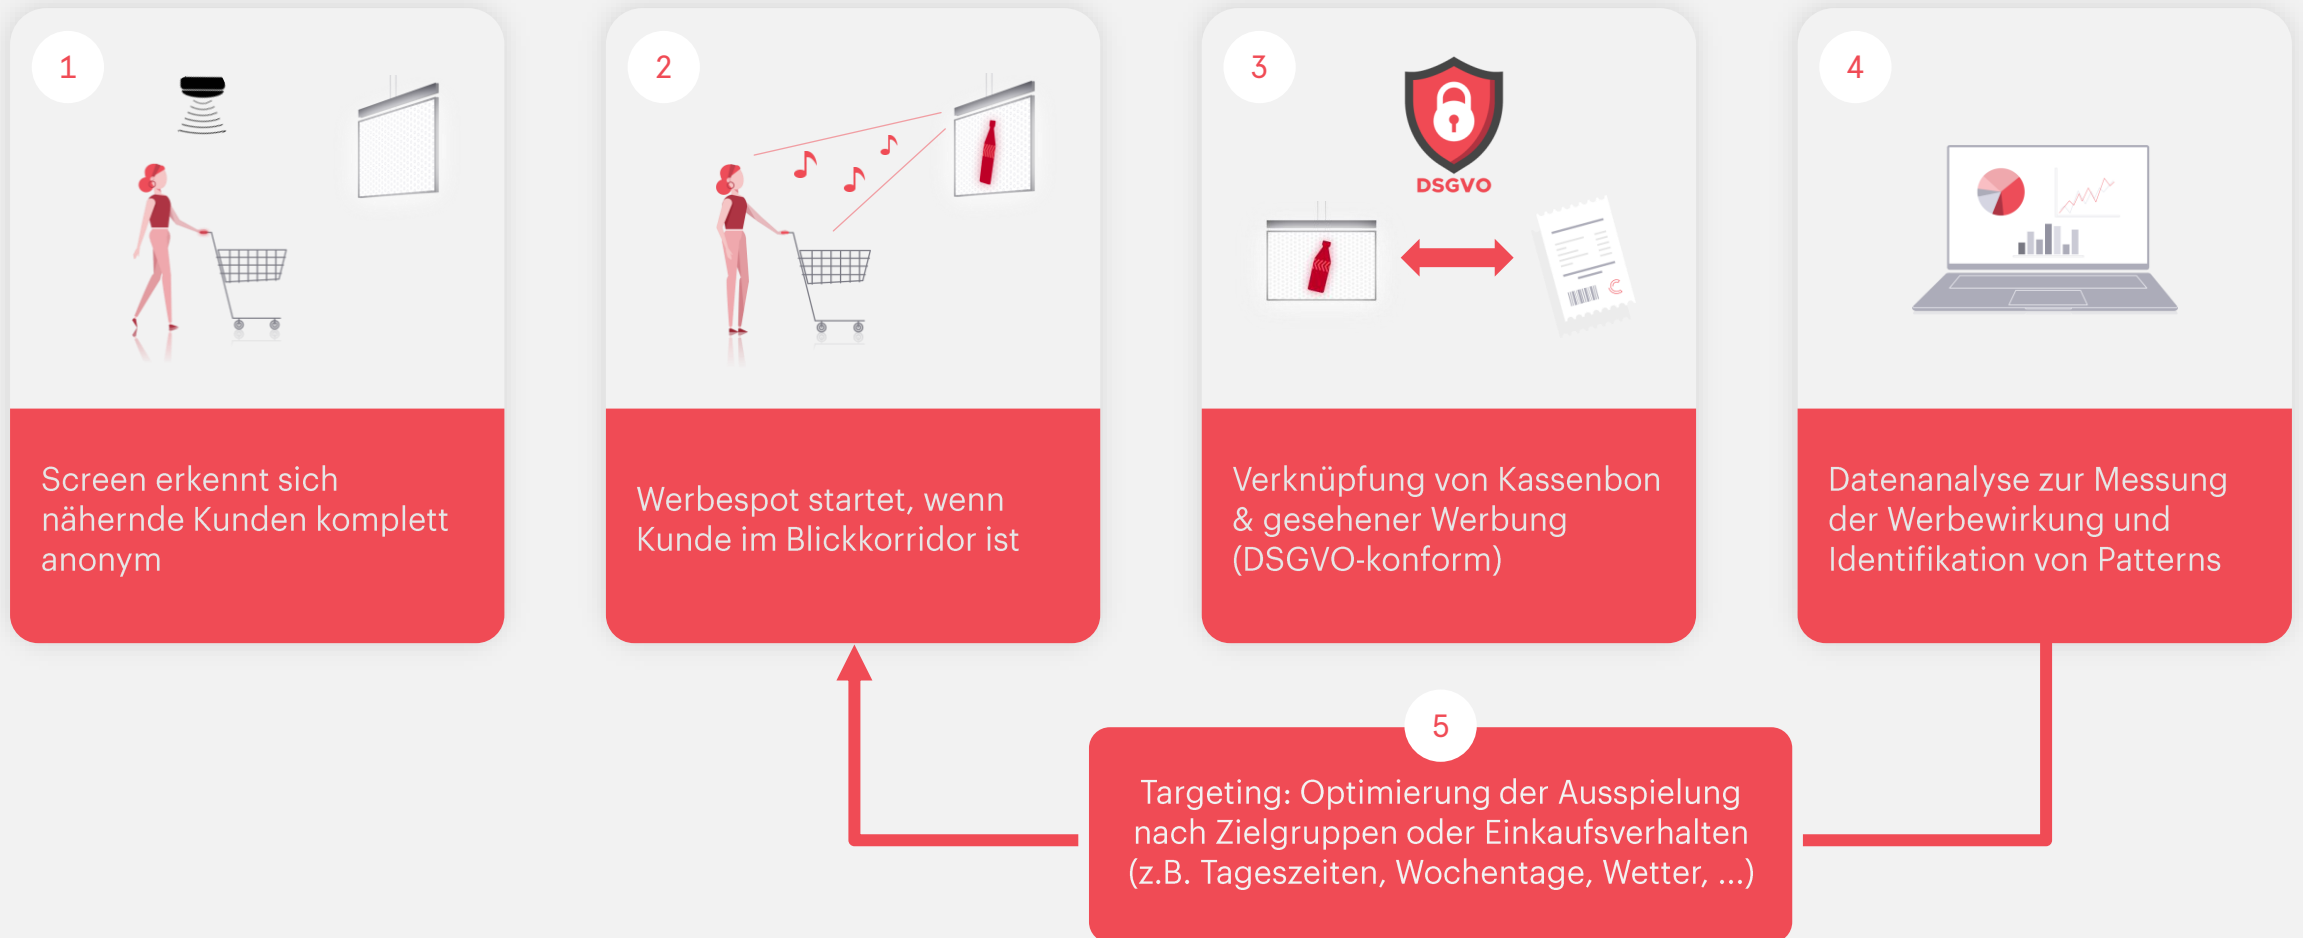 1
Screen erkennt sich
nähernde Kunden komplett
anonym
2
Werbespot startet, wenn
Kunde im Blickkorridor ist
3
DSGVO
Verknüpfung von Kassenbon
& gesehener Werbung
(DSGVO-konform)
4
Datenanalyse zur Messung
der Werbewirkung und
Identifikation von Patterns
5
Targeting: Optimierung der Ausspielung
nach Zielgruppen oder Einkaufsverhalten
(z.B. Tageszeiten, Wochentage, Wetter, ...)